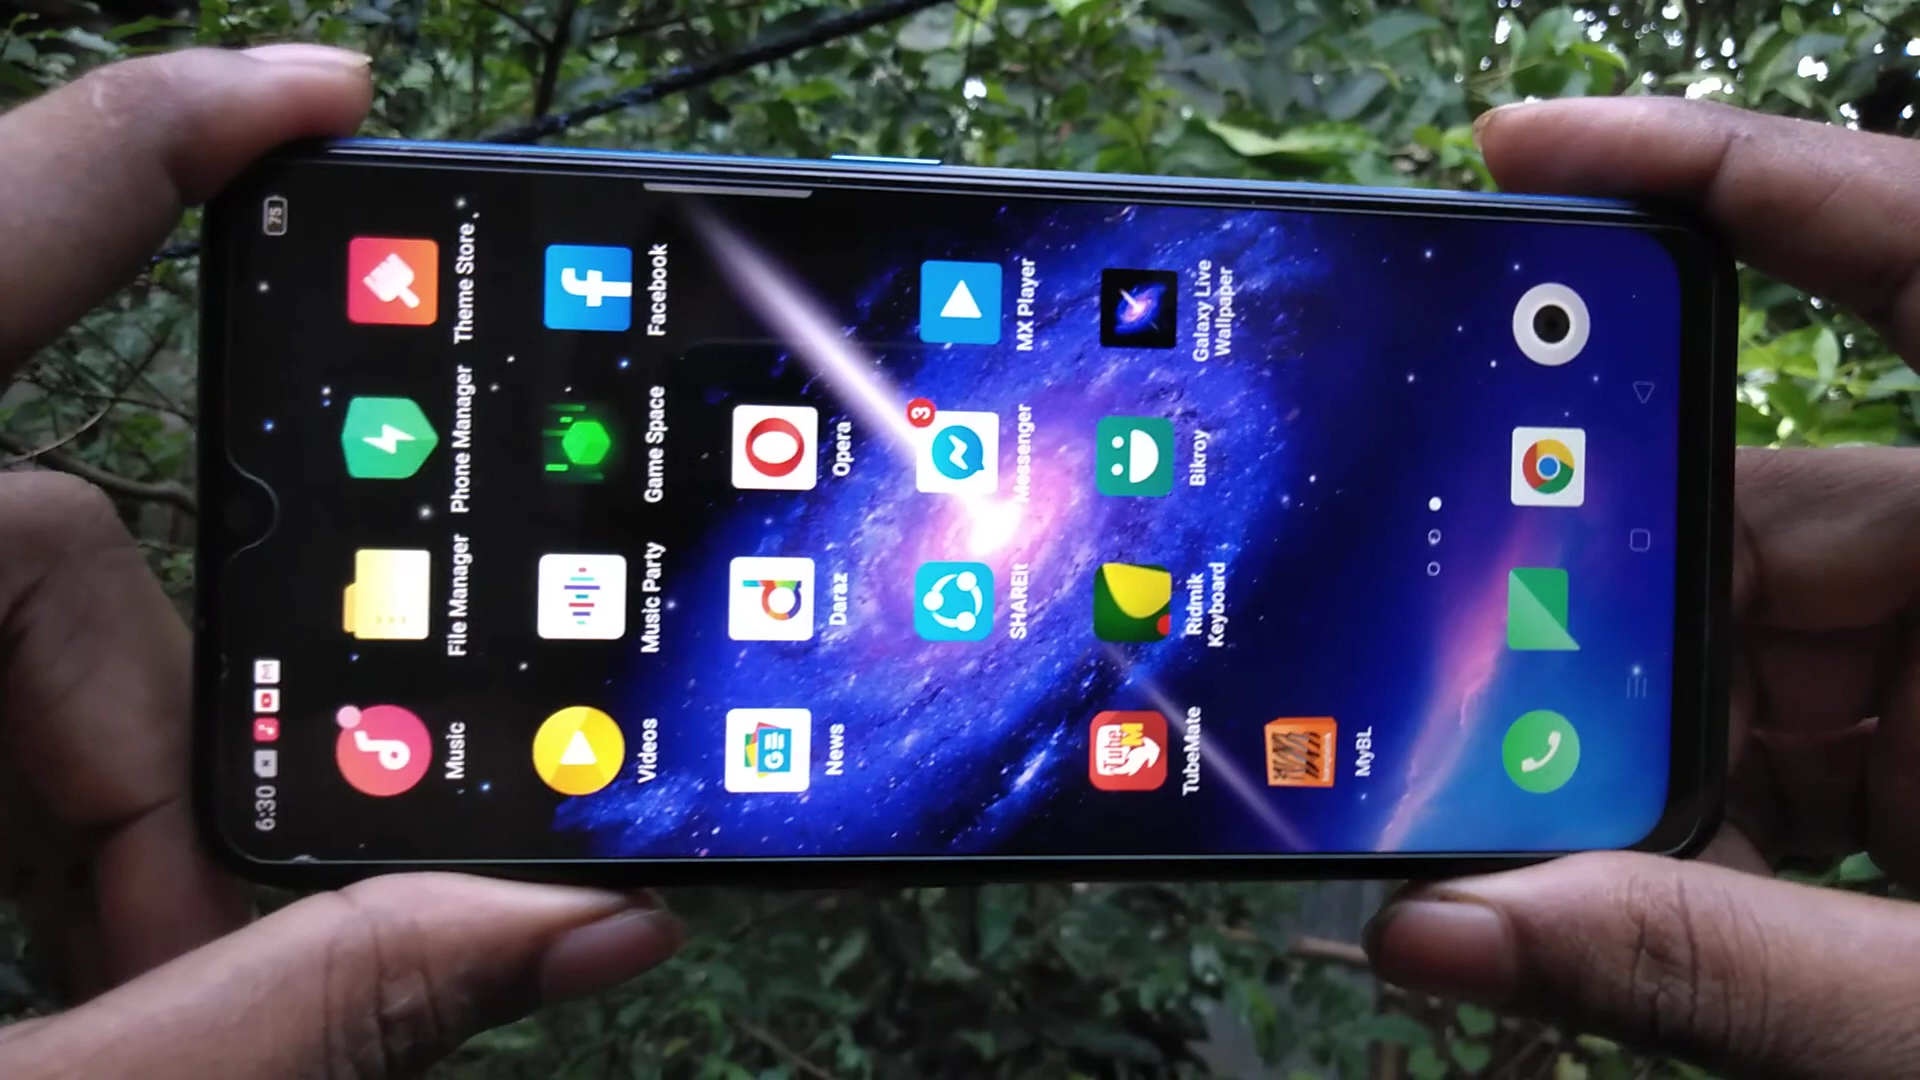 6:30
75
Music
File Manager
Phone Manager
Theme Store
Videos
Music Party
Game Space
Facebook
News
Daraz
Opera
SHAREit
3
Messenger
MX Player
Tube
M
TubeMate
Ridmik
Keyboard
Bikroy
Galaxy Live
Wallpaper
MyBL